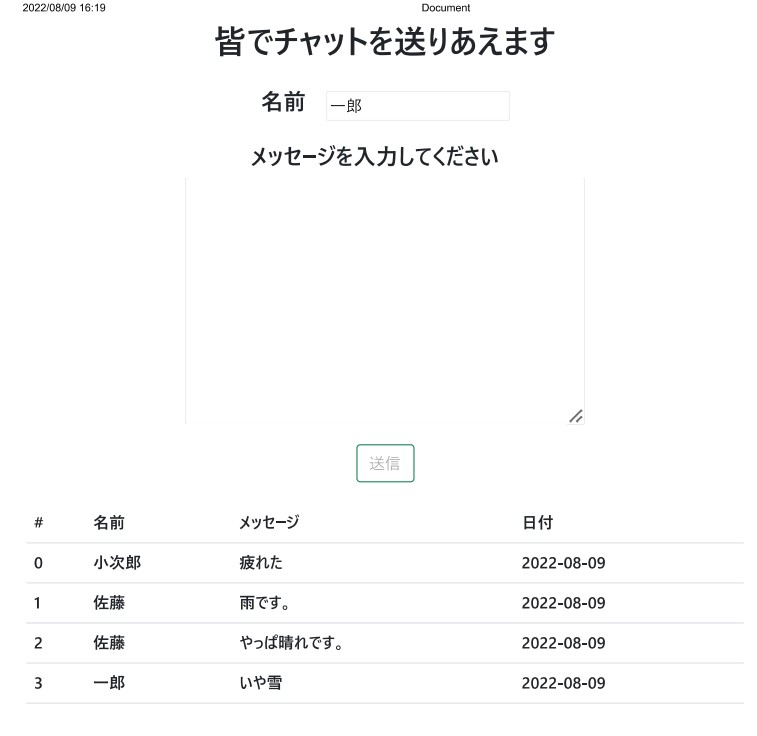 2022/08/09 16:19 Document
皆でチャットを送りあえます
名前 一郎
メッセージを入力してください
送信
# 名前 メッセージ 日付
0 小次郎 疲れた 2022-08-09
1 佐藤 雨です。 2022-08-09
2 佐藤 やっぱ晴れです。 2022-08-09
3 一郎 いや雪 2022-08-09